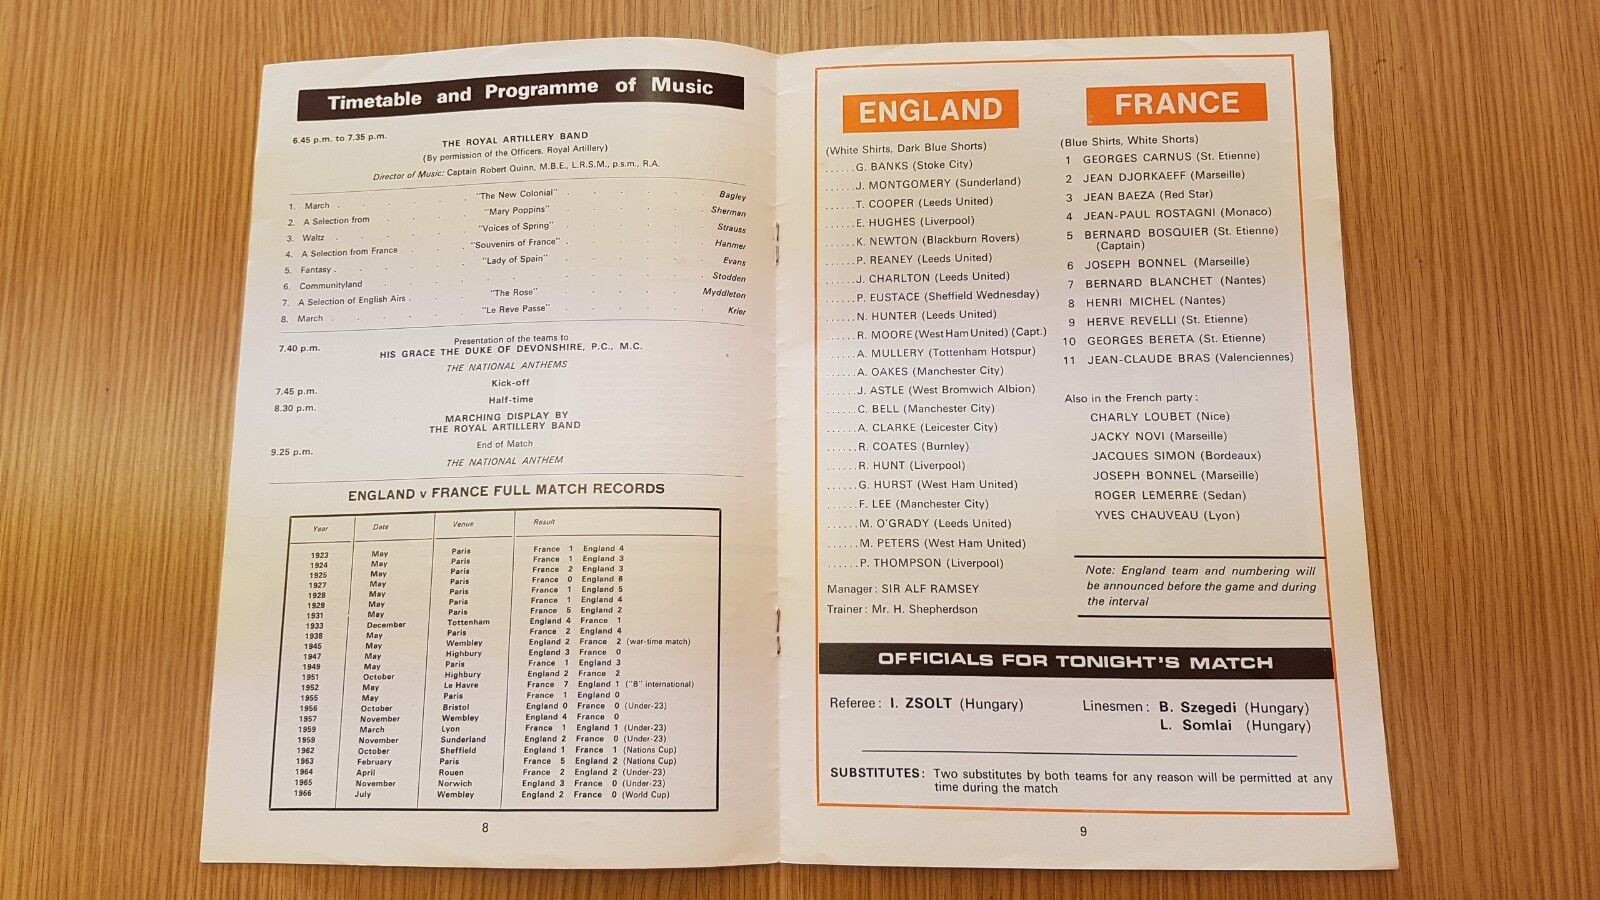 Timetable and Programme of Music
6.45 p.m. to 7.35 p.m.
THE ROYAL ARTILLERY BAND
(By permission of the Officers, Royal Artillery)
Director of Music: Captain Robert Quinn, M.B.E., L.R.S.M., p.s.m., R.A.
1. March . . . . . "The New Colonial" . . . . . . Bagley
2. A Selection from . . . . "Mary Poppins" . . . . . . Sherman
3. Waltz . . . . . "Voices of Spring" . . . . . . Strauss
4. A Selection from France . . . "Souvenirs of France" . . . . . . Hanmer
5. Fantasy . . . . . "Lady of Spain" . . . . . . Evans
6. Communityland . . . . . . . . . . Stodden
7. A Selection of English Airs . . . "The Rose" . . . . . . Myddleton
8. March . . . . . "Le Reve Passe" . . . . . . Krier
7.40 p.m.
Presentation of the teams to
HIS GRACE THE DUKE OF DEVONSHIRE, P.C., M.C.
THE NATIONAL ANTHEMS
7.45 p.m. Kick-off
8.30 p.m. Half-time
MARCHING DISPLAY BY
THE ROYAL ARTILLERY BAND
9.25 p.m. End of Match
THE NATIONAL ANTHEM
ENGLAND v FRANCE FULL MATCH RECORDS
Year Date Venue Result
1923 May Paris France 1 England 4
1924 May Paris France 1 England 3
1925 May Paris France 2 England 3
1927 May Paris France 0 England 6
1928 May Paris France 1 England 5
1929 May Paris France 1 England 4
1931 May Paris France 5 England 2
1933 December Tottenham England 4 France 1
1938 May Paris France 2 England 4
1945 May Wembley England 2 France 2 (war-time match)
1947 May Highbury England 3 France 0
1949 May Paris France 1 England 3
1951 October Highbury England 2 France 2
1952 May Le Havre France 7 England 1 ("B" international)
1955 May Paris France 1 England 0
1956 October Bristol England 0 France 0 (Under-23)
1957 November Wembley England 4 France 0
1959 March Lyon France 1 England 1 (Under-23)
1959 November Sunderland England 2 France 0 (Under-23)
1962 October Sheffield England 1 France 1 (Nations Cup)
1963 February Paris France 5 England 2 (Nations Cup)
1964 April Rouen France 2 England 2 (Under-23)
1965 November Norwich England 3 France 0 (Under-23)
1966 July Wembley England 2 France 0 (World Cup)
8
ENGLAND
(White Shirts, Dark Blue Shorts)
......G. BANKS (Stoke City)
......J. MONTGOMERY (Sunderland)
......T. COOPER (Leeds United)
......E. HUGHES (Liverpool)
......K. NEWTON (Blackburn Rovers)
......P. REANEY (Leeds United)
......J. CHARLTON (Leeds United)
......P. EUSTACE (Sheffield Wednesday)
......N. HUNTER (Leeds United)
......R. MOORE (West Ham United) (Capt.)
......A. MULLERY (Tottenham Hotspur)
......A. OAKES (Manchester City)
......J. ASTLE (West Bromwich Albion)
......C. BELL (Manchester City)
......A. CLARKE (Leicester City)
......R. COATES (Burnley)
......R. HUNT (Liverpool)
......G. HURST (West Ham United)
......F. LEE (Manchester City)
......M. O'GRADY (Leeds United)
......M. PETERS (West Ham United)
......P. THOMPSON (Liverpool)
Manager: SIR ALF RAMSEY
Trainer: Mr. H. Shepherdson
FRANCE
(Blue Shirts, White Shorts)
1 GEORGES CARNUS (St. Etienne)
2 JEAN DJORKAEFF (Marseille)
3 JEAN BAEZA (Red Star)
4 JEAN-PAUL ROSTAGNI (Monaco)
5 BERNARD BOSQUIER (St. Etienne)
(Captain)
6 JOSEPH BONNEL (Marseille)
7 BERNARD BLANCHET (Nantes)
8 HENRI MICHEL (Nantes)
9 HERVE REVELLI (St. Etienne)
10 GEORGES BERETA (St. Etienne)
11 JEAN-CLAUDE BRAS (Valenciennes)
Also in the French party:
CHARLY LOUBET (Nice)
JACKY NOVI (Marseille)
JACQUES SIMON (Bordeaux)
JOSEPH BONNEL (Marseille)
ROGER LEMERRE (Sedan)
YVES CHAUVEAU (Lyon)
Note: England team and numbering will
be announced before the game and during
the interval
OFFICIALS FOR TONIGHT'S MATCH
Referee: I. ZSOLT (Hungary)
Linesmen: B. Szegedi (Hungary)
L. Somlai (Hungary)
SUBSTITUTES: Two substitutes by both teams for any reason will be permitted at any
time during the match
9